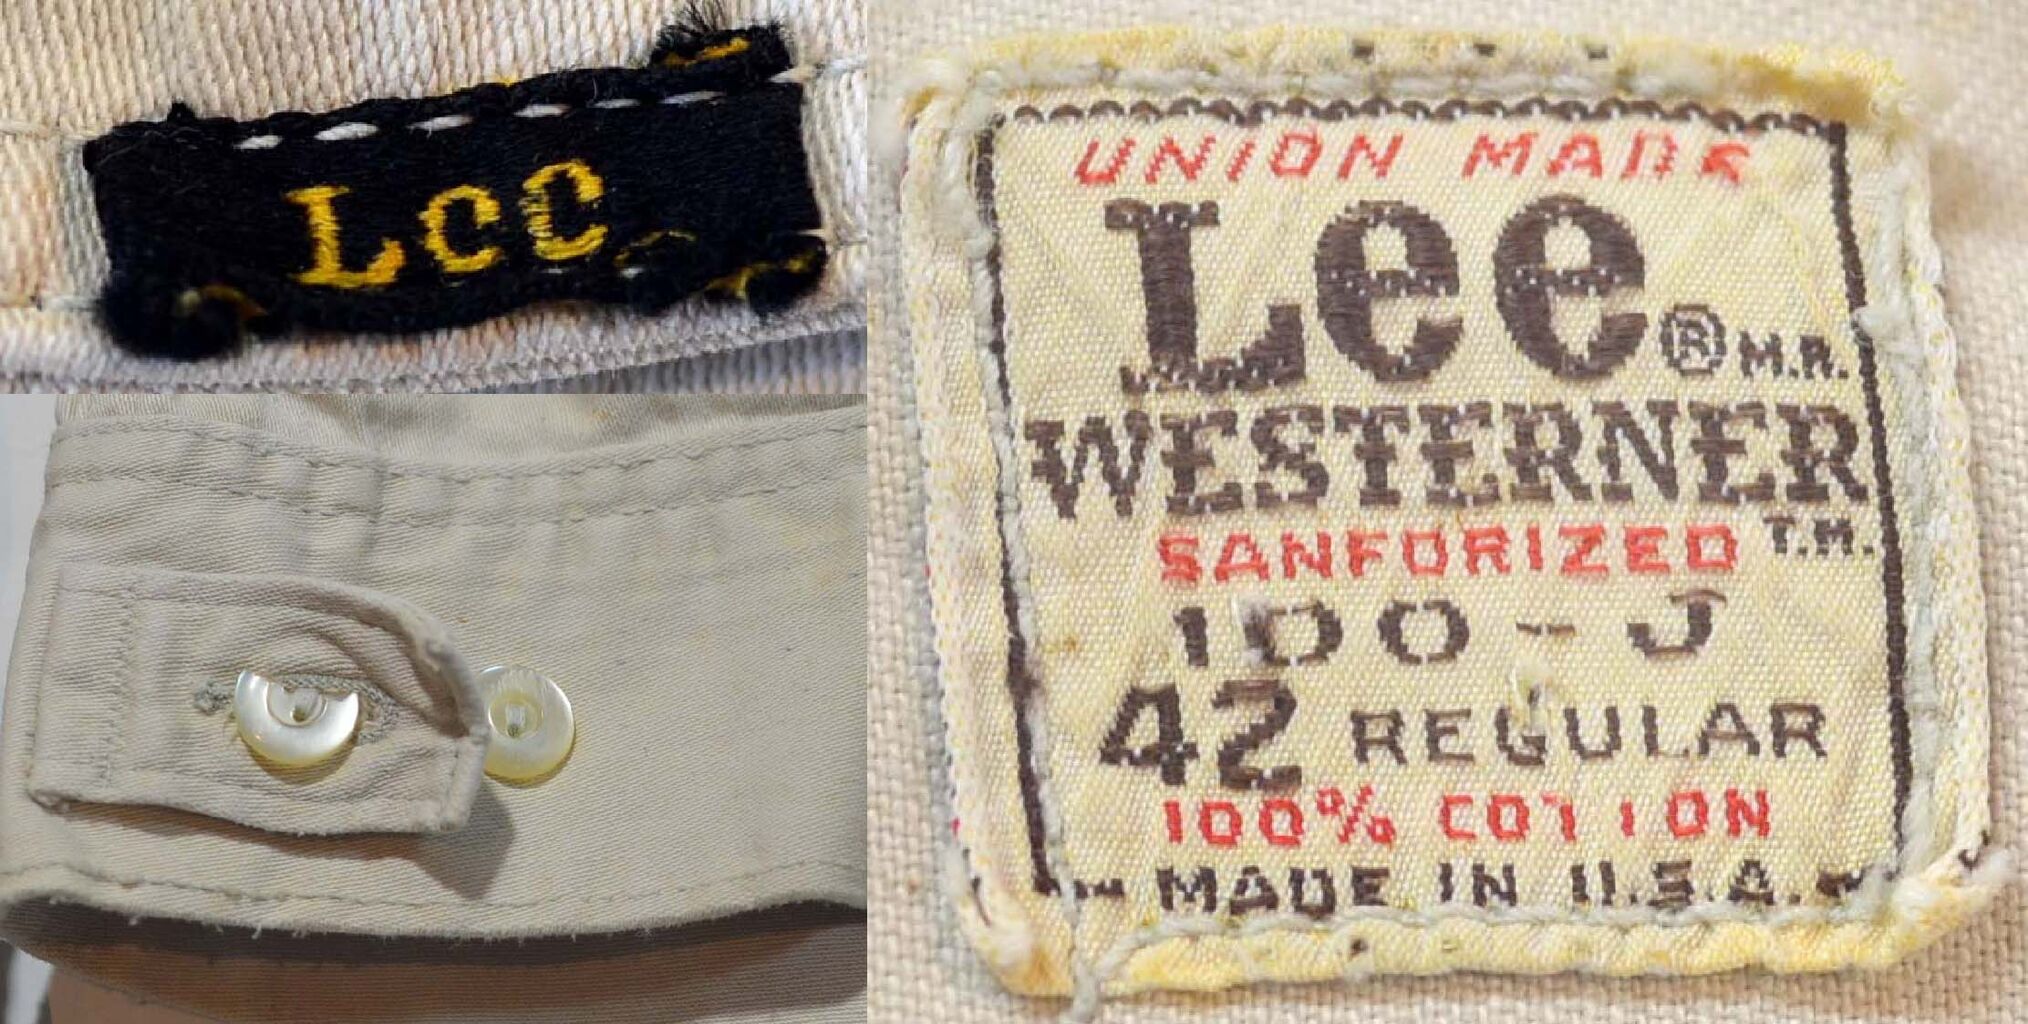 Lee
UNION MADE
Lee ® M.R.
WESTERNER
T.M.
SANFORIZED
100-J
42 REGULAR
100% COTTON
MADE IN U.S.A.